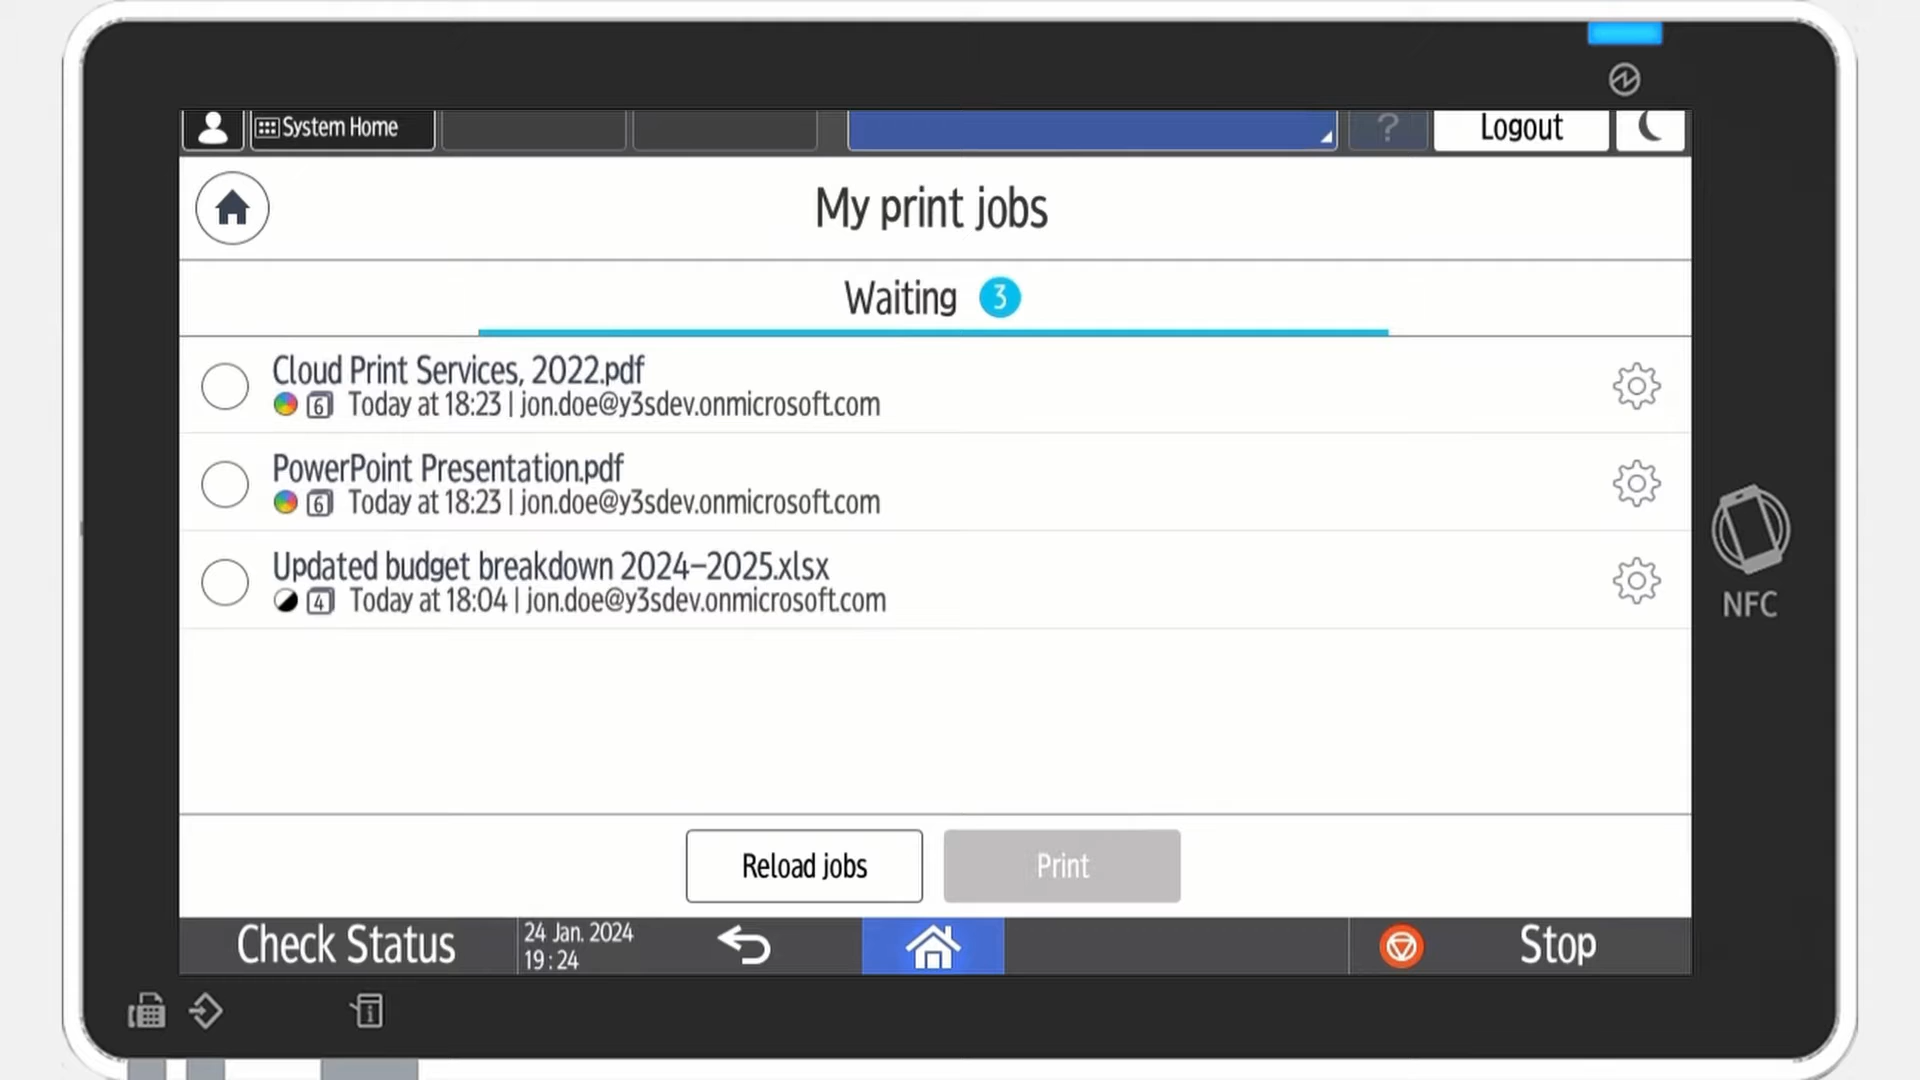 System Home
?
Logout
My print jobs
Waiting 3
Cloud Print Services, 2022.pdf
6 Today at 18:23 | jon.doe@y3sdev.onmicrosoft.com
PowerPoint Presentation.pdf
6 Today at 18:23 | jon.doe@y3sdev.onmicrosoft.com
Updated budget breakdown 2024–2025.xlsx
4 Today at 18:04 | jon.doe@y3sdev.onmicrosoft.com
NFC
Reload jobs
Print
Check Status
24 Jan. 2024
19:24
Stop